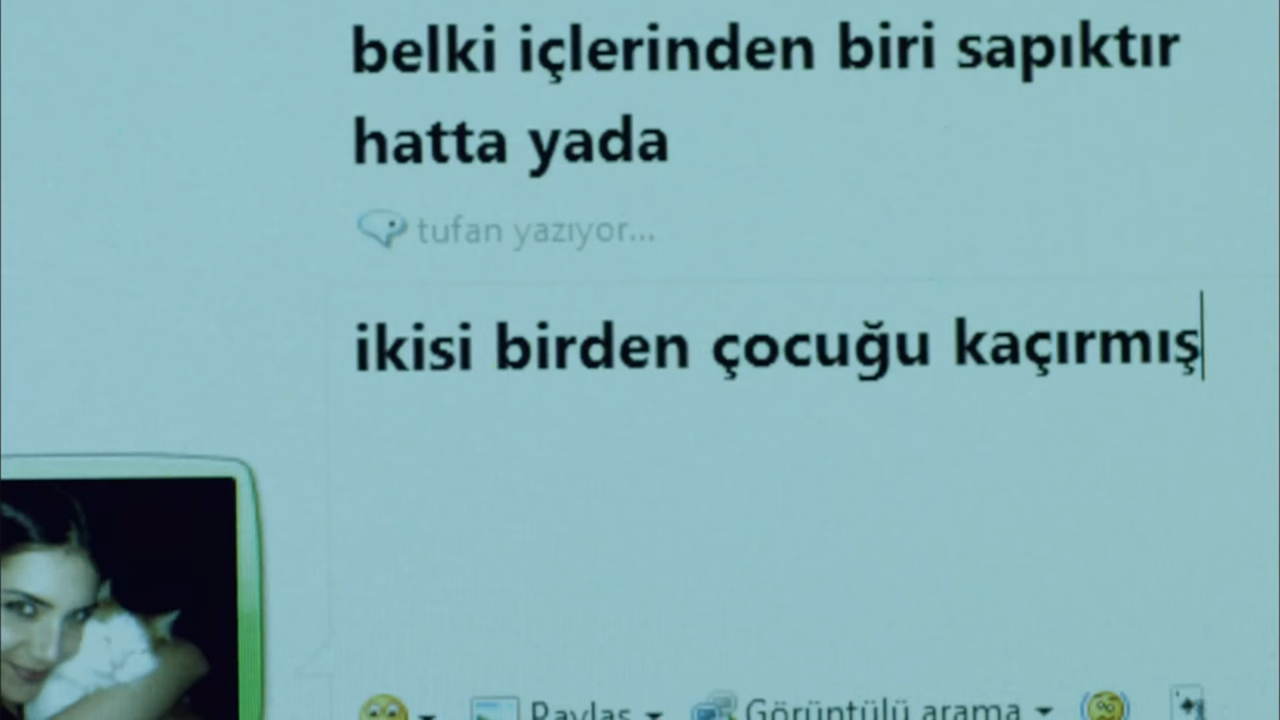 belki içlerinden biri sapıktır
hatta yada
tufan yazıyor...
ikisi birden çocuğu kaçırmış
Paylaş
Görüntülü arama